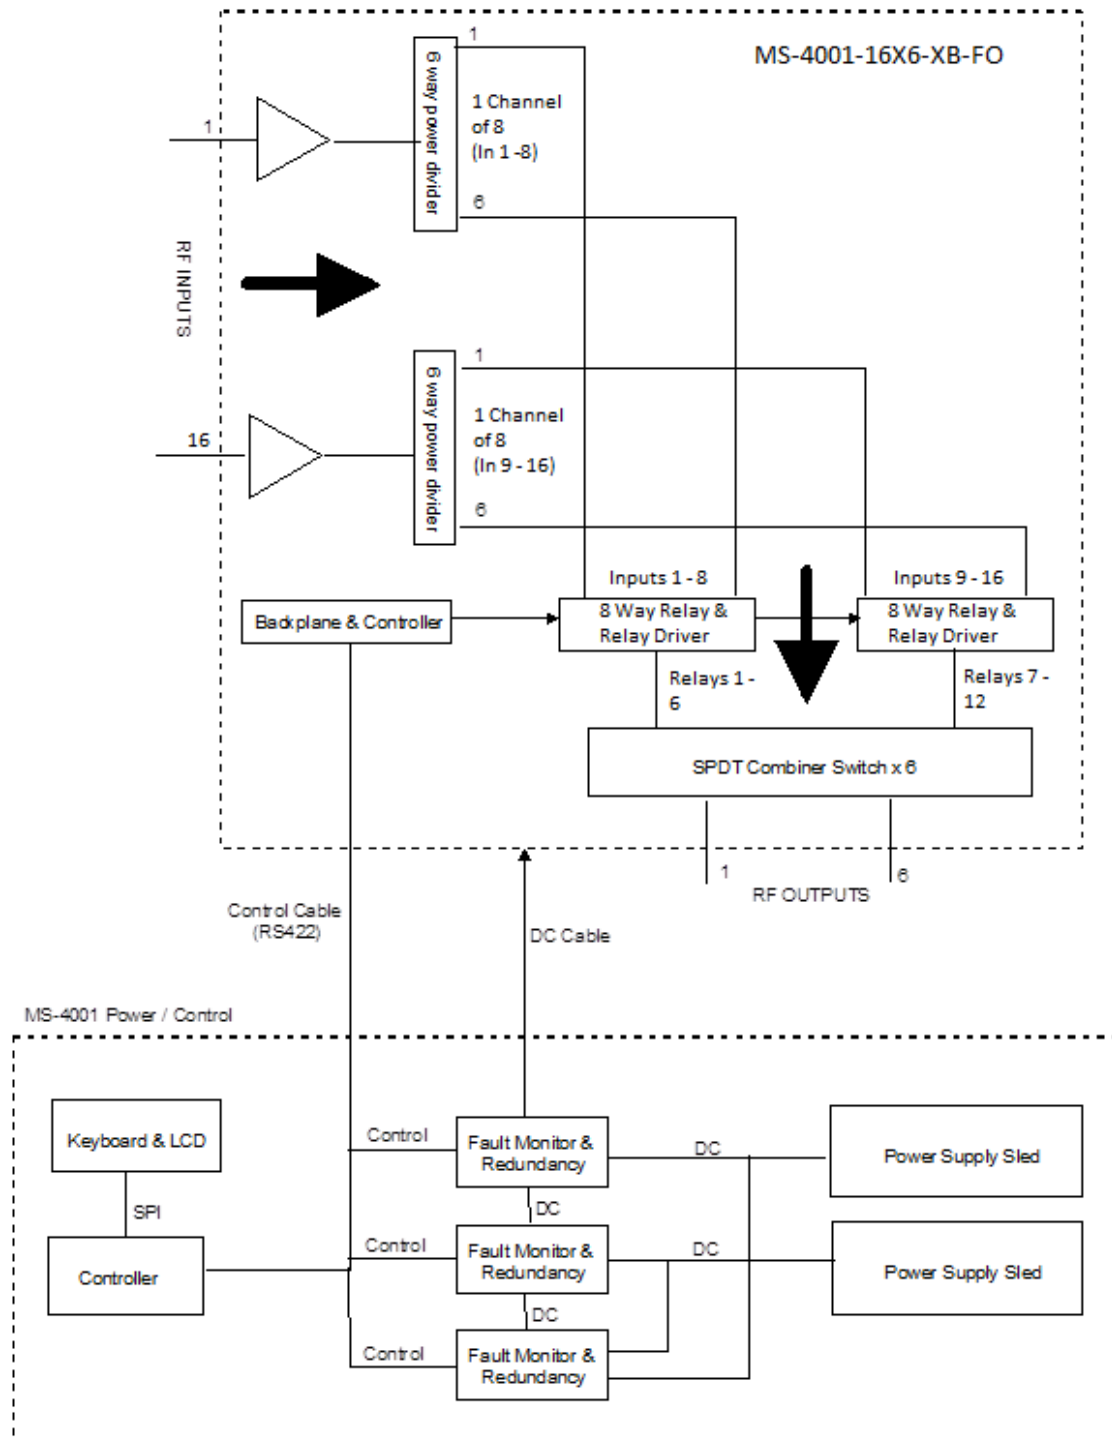 MS-4001-16X6-XB-FO
1
6 way power divider
1 Channel
of 8
(In 1 -8)
1
6
RF INPUTS
1
6 way power divider
1 Channel
of 8
(In 9 - 16)
16
6
Inputs 1 - 8
Inputs 9 - 16
Backplane & Controller
8 Way Relay &
Relay Driver
8 Way Relay &
Relay Driver
Relays 1 -
6
Relays 7 -
12
SPDT Combiner Switch x 6
1
6
RF OUTPUTS
Control Cable
(RS422)
DC Cable
MS-4001 Power / Control
Keyboard & LCD
Control
Fault Monitor &
Redundancy
DC
Power Supply Sled
SPI
DC
Controller
Control
Fault Monitor &
Redundancy
DC
Power Supply Sled
DC
Control
Fault Monitor &
Redundancy